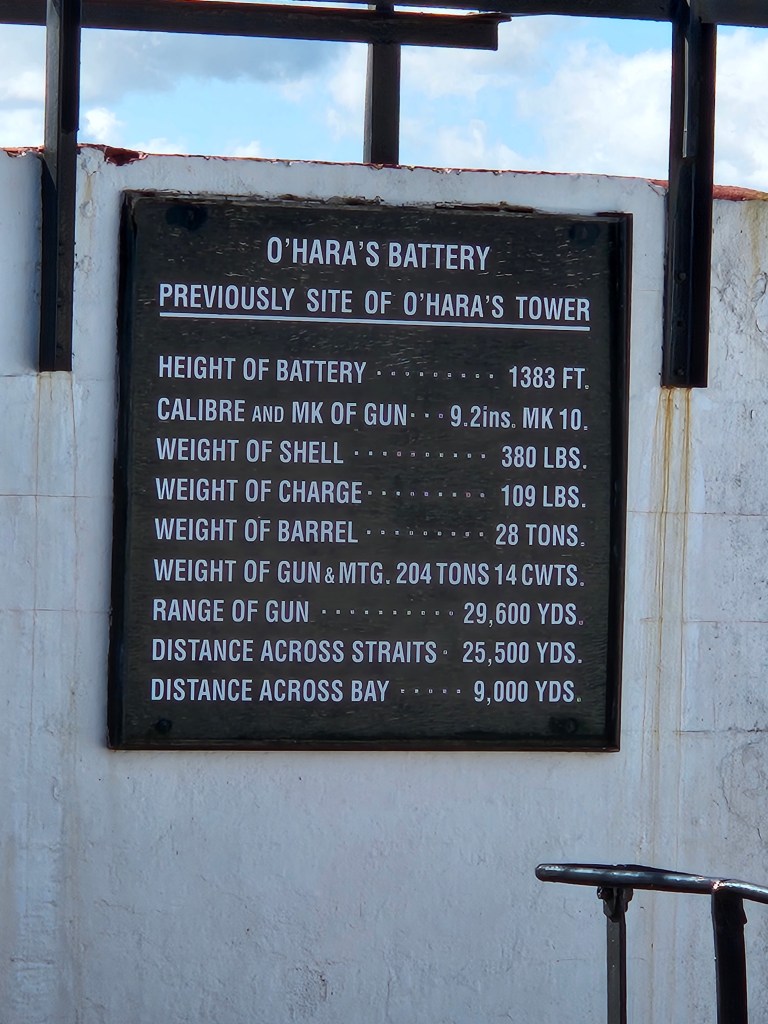 O'HARA'S BATTERY
PREVIOUSLY SITE OF O'HARA'S TOWER
HEIGHT OF BATTERY · · · · · · · · · · 1383 FT.
CALIBRE AND MK OF GUN · · · 9.2ins. MK 10.
WEIGHT OF SHELL · · · · · · · · · · 380 LBS.
WEIGHT OF CHARGE · · · · · · · · · 109 LBS.
WEIGHT OF BARREL · · · · · · · · · 28 TONS.
WEIGHT OF GUN & MTG. 204 TONS 14 CWTS.
RANGE OF GUN · · · · · · · · · · 29,600 YDS.
DISTANCE ACROSS STRAITS · 25,500 YDS.
DISTANCE ACROSS BAY · · · · · · 9,000 YDS.